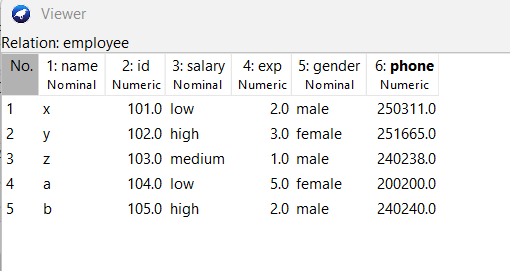 Viewer
Relation: employee
No. 1: name 2: id 3: salary 4: exp 5: gender 6: phone
Nominal Numeric Nominal Numeric Nominal Numeric
1 x 101.0 low 2.0 male 250311.0
2 y 102.0 high 3.0 female 251665.0
3 z 103.0 medium 1.0 male 240238.0
4 a 104.0 low 5.0 female 200200.0
5 b 105.0 high 2.0 male 240240.0